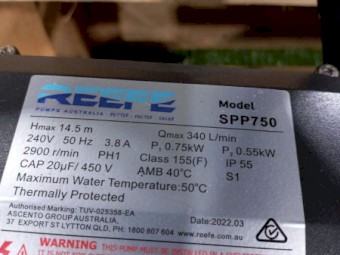 REEFE
PUMPS AUSTRALIA
Model
SPP750
Hmax 14.5 m
Qmax 340 L/min
240V 50 Hz 3.8 A P₁ 0.75kW P₁ 0.55kW
2900 r/min PH1 Class 155(F) IP 55
CAP 20µF/ 450 V AMB 40°C S1
Maximum Water Temperature:50°C
Thermally Protected
Authorised Marking: TUV-025358-EA
ASCENTO GROUP AUSTRALIA,
Date:2022.03
37 EXPORT ST LYTTON QLD, PH: 1800 807 604 www.reefe.com.au
WARNING